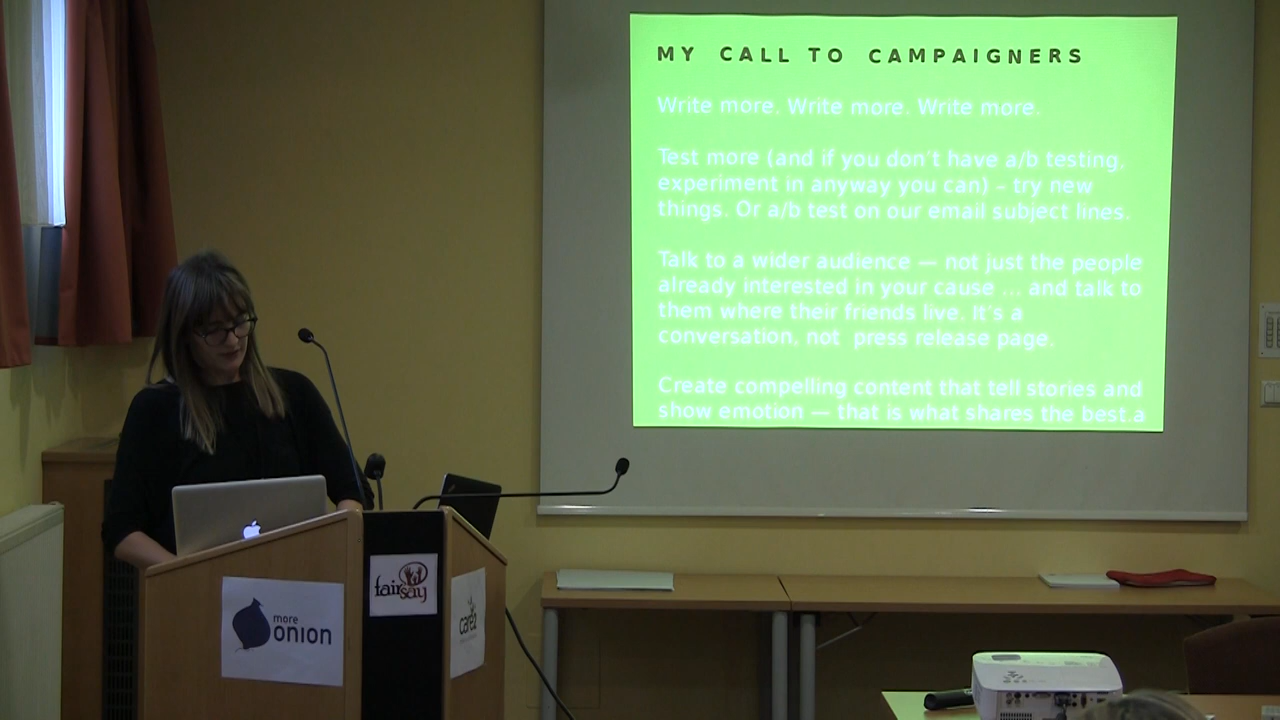 MY CALL TO CAMPAIGNERS
Write more. Write more. Write more.
Test more (and if you don't have a/b testing,
experiment in anyway you can) – try new
things. Or a/b test on our email subject lines.
Talk to a wider audience — not just the people
already interested in your cause ... and talk to
them where their friends live. It's a
conversation, not press release page.
Create compelling content that tell stories and
show emotion — that is what shares the best.a
more
onion
fair
say
care2